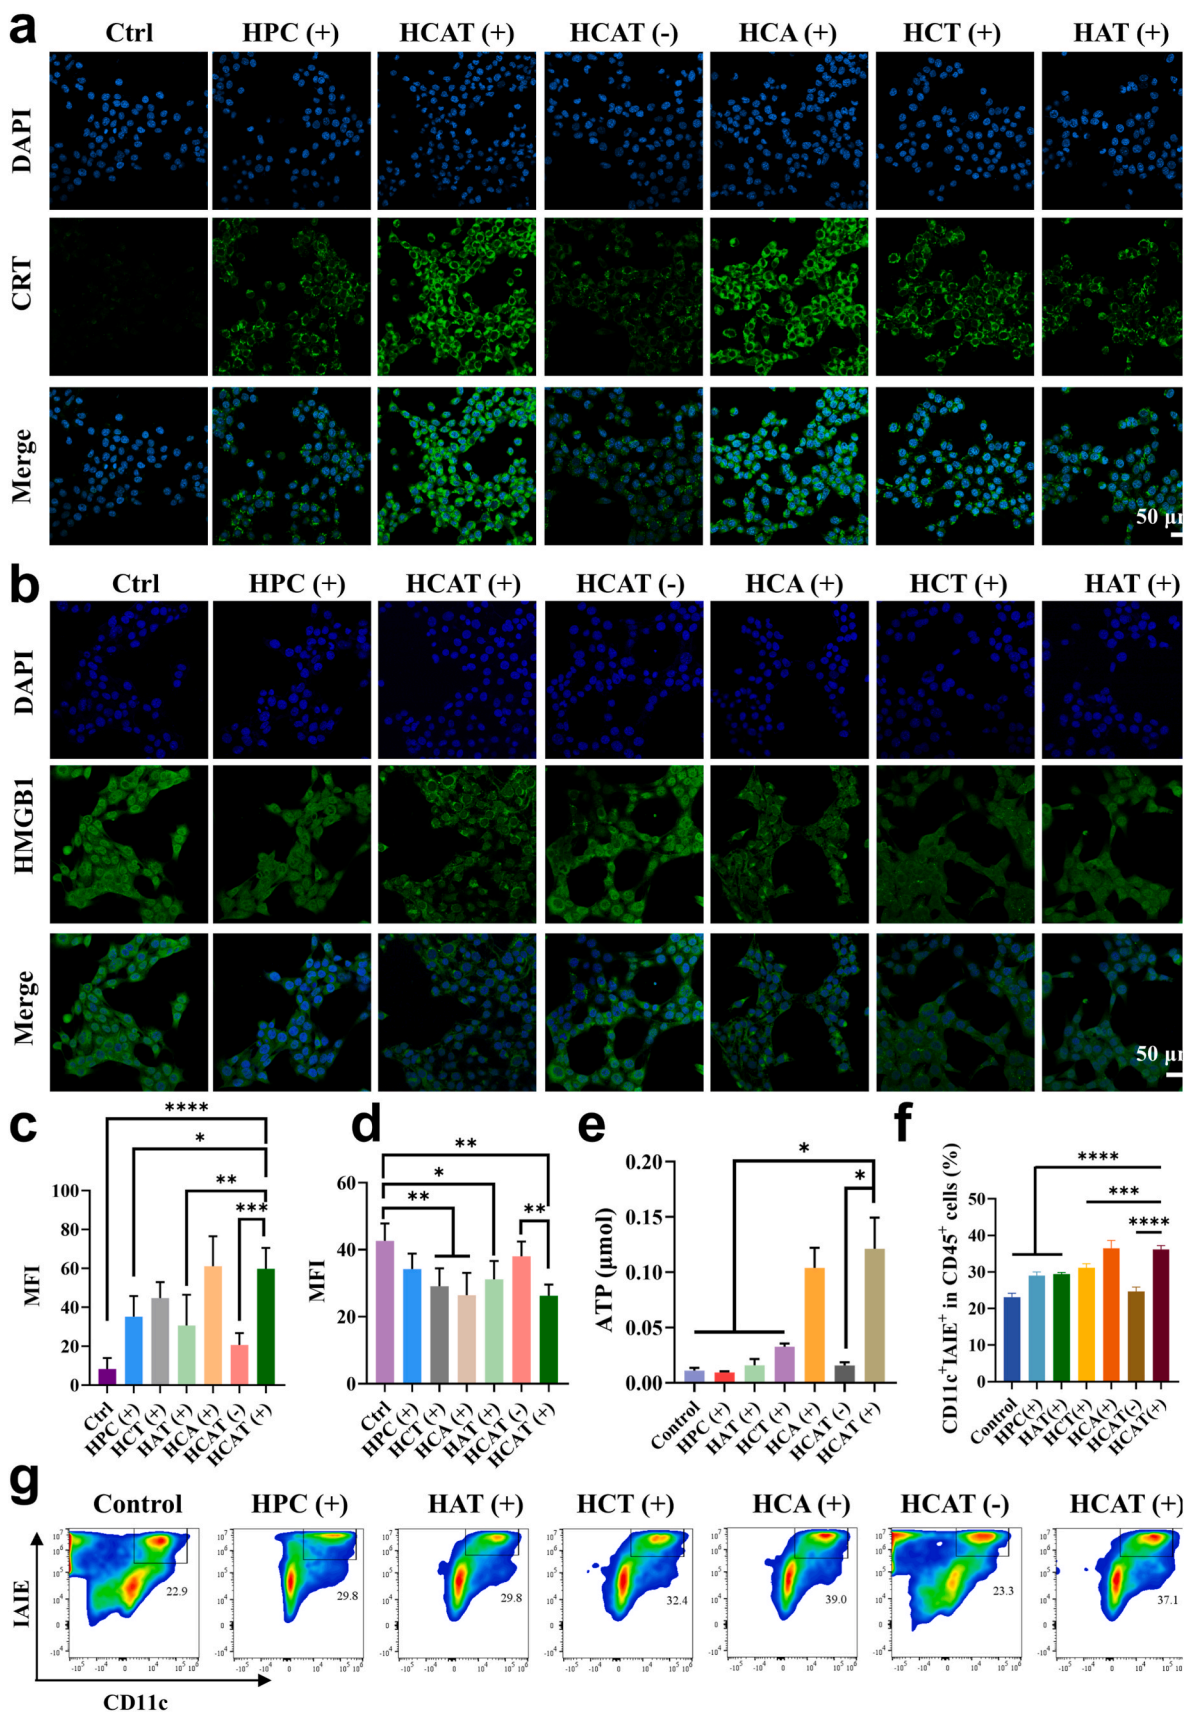 a
Ctrl HPC (+) HCAT (+) HCAT (-) HCA (+) HCT (+) HAT (+)
DAPI
CRT
Merge
50 μ
b
Ctrl HPC (+) HCAT (+) HCAT (-) HCA (+) HCT (+) HAT (+)
DAPI
HMGB1
Merge
50 μ
c
****
*
**
***
MFI
100
80
60
40
20
0
Ctrl
HPC (+)
HCT (+)
HAT (+)
HCA (+)
HCAT (-)
HCAT (+)
d
**
*
**
**
MFI
60
40
20
0
Ctrl
HPC (+)
HCT (+)
HCA (+)
HAT (+)
HCAT (-)
HCAT (+)
e
*
*
ATP (μmol)
0.20
0.15
0.10
0.05
0.00
Control
HPC (+)
HAT (+)
HCT (+)
HCA (+)
HCAT (-)
HCAT (+)
f
****
***
****
CD11c⁺IAIE⁺ in CD45⁺ cells (%)
50
40
30
20
10
0
Control
HPC(+)
HAT(+)
HCT(+)
HCA(+)
HCAT(-)
HCAT(+)
g
Control HPC (+) HAT (+) HCT (+) HCA (+) HCAT (-) HCAT (+)
IAIE
22.9 29.8 29.8 32.4 39.0 23.3 37.1
CD11c